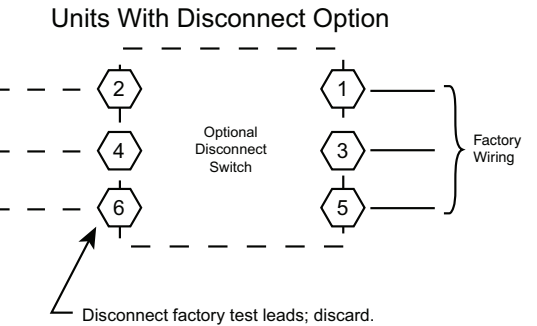 Units With Disconnect Option
2
1
Optional
Disconnect
Switch
4
3
Factory
Wiring
6
5
Disconnect factory test leads; discard.